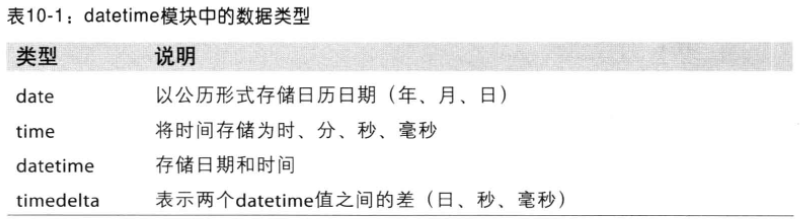 表10-1：datetime模块中的数据类型
类型 说明
date 以公历形式存储日历日期（年、月、日）
time 将时间存储为时、分、秒、毫秒
datetime 存储日期和时间
timedelta 表示两个datetime值之间的差（日、秒、毫秒）